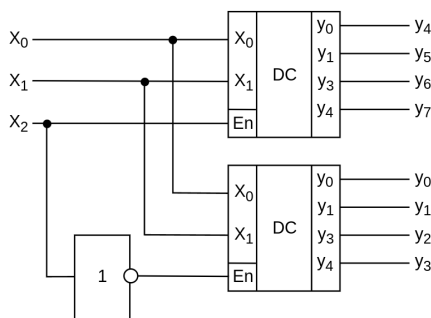 X0 X0 y0 y4
X1 X1 DC y1 y5
y3 y6
X2 En y4 y7
X0 y0 y0
X1 DC y1 y1
y3 y2
1 En y4 y3